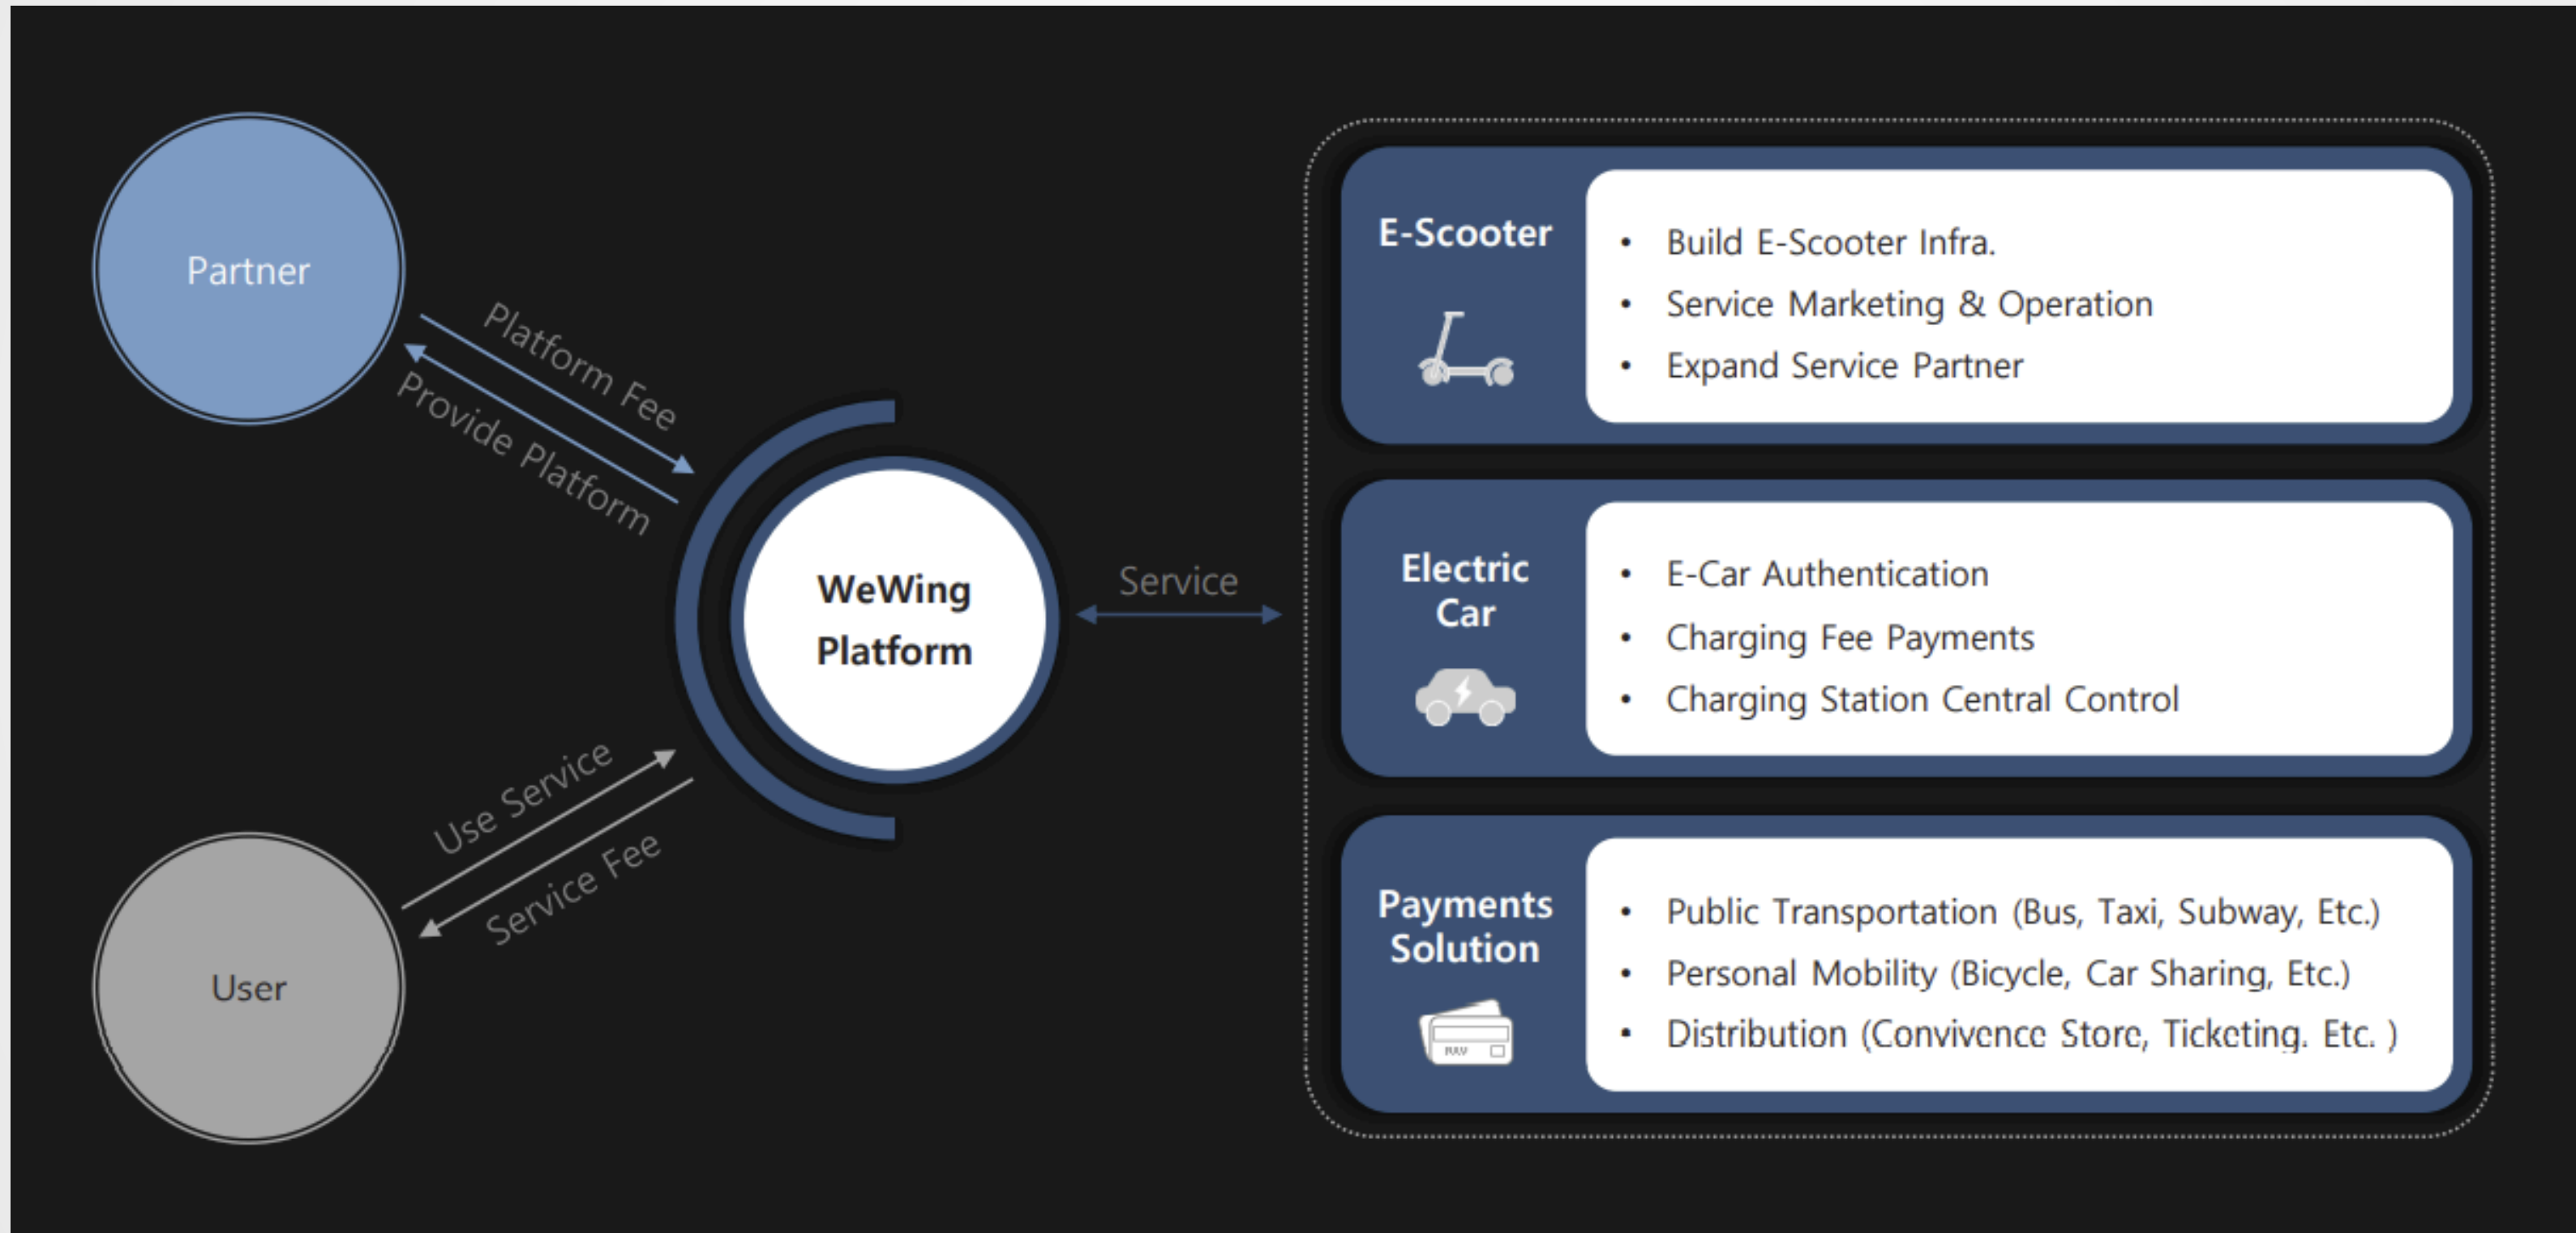 Partner
Platform Fee
Provide Platform
WeWing
Platform
Use Service
Service Fee
User
Service
E-Scooter
• Build E-Scooter Infra.
• Service Marketing & Operation
• Expand Service Partner
Electric
Car
• E-Car Authentication
• Charging Fee Payments
• Charging Station Central Control
Payments
Solution
• Public Transportation (Bus, Taxi, Subway, Etc.)
• Personal Mobility (Bicycle, Car Sharing, Etc.)
• Distribution (Convivence Store, Ticketing. Etc. )